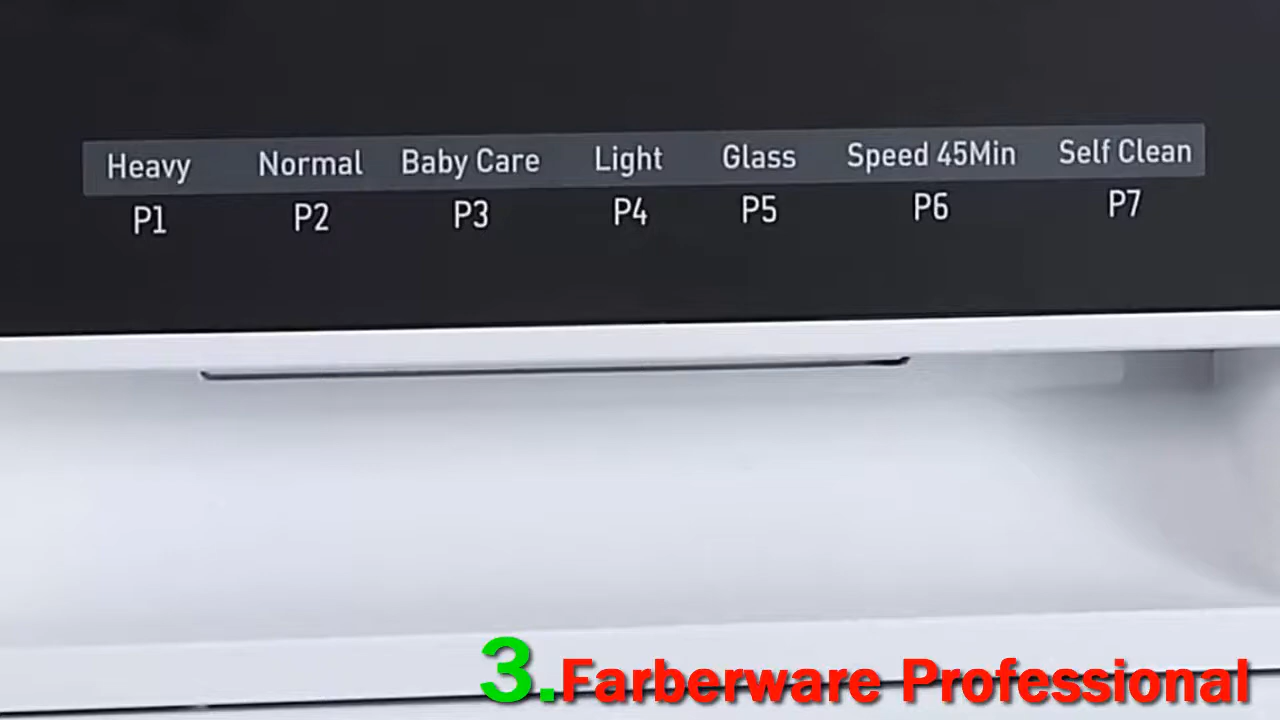 Heavy Normal Baby Care Light Glass Speed 45Min Self Clean
P1 P2 P3 P4 P5 P6 P7
3.Farberware Professional